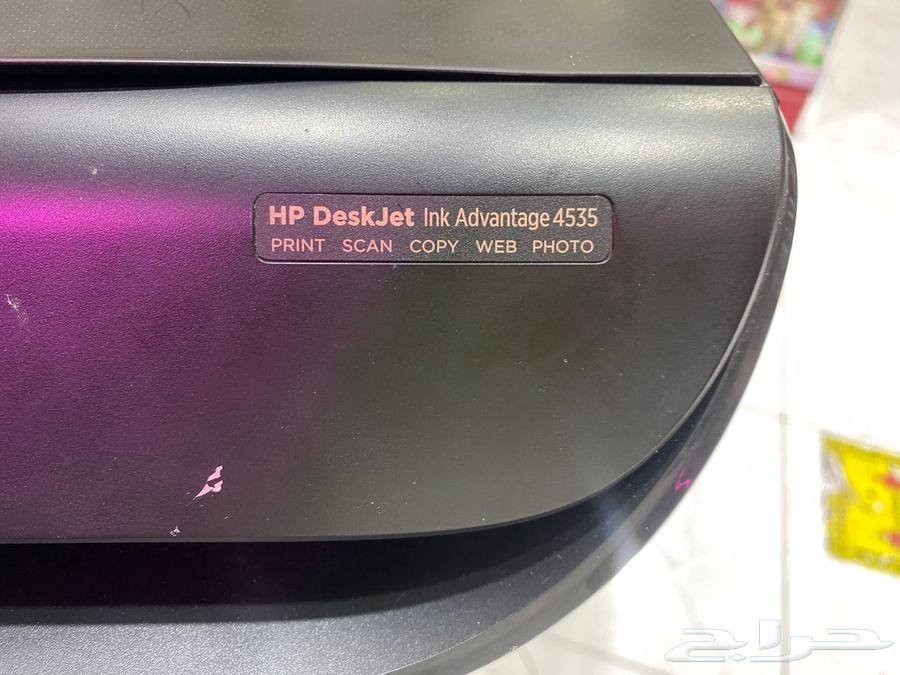 HP DeskJet Ink Advantage 4535
PRINT SCAN COPY WEB PHOTO
حراج